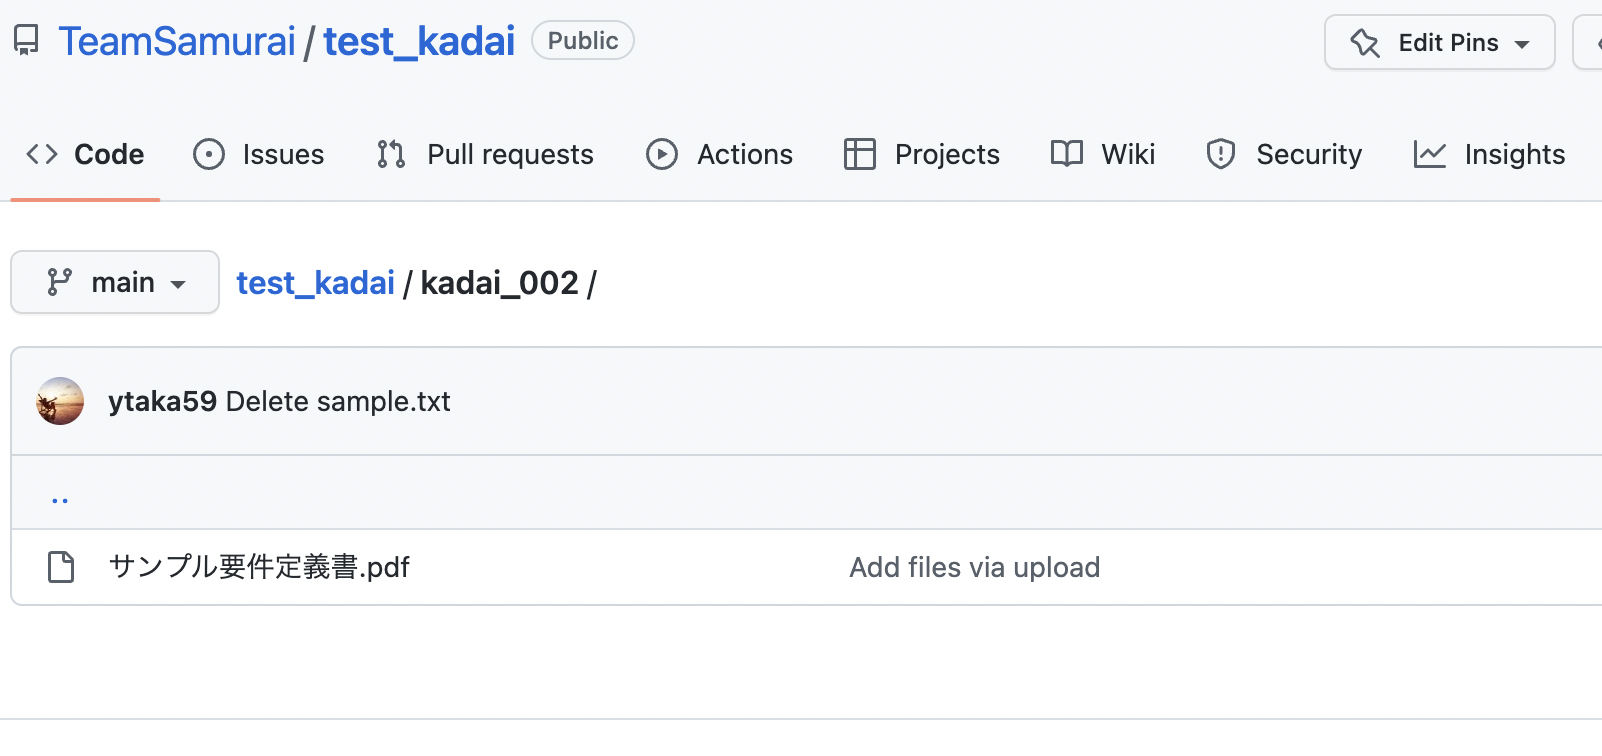 TeamSamurai / test_kadai Public Edit Pins
Code Issues Pull requests Actions Projects Wiki Security Insights
main test_kadai / kadai_002 /
ytaka59 Delete sample.txt
..
サンプル要件定義書.pdf Add files via upload